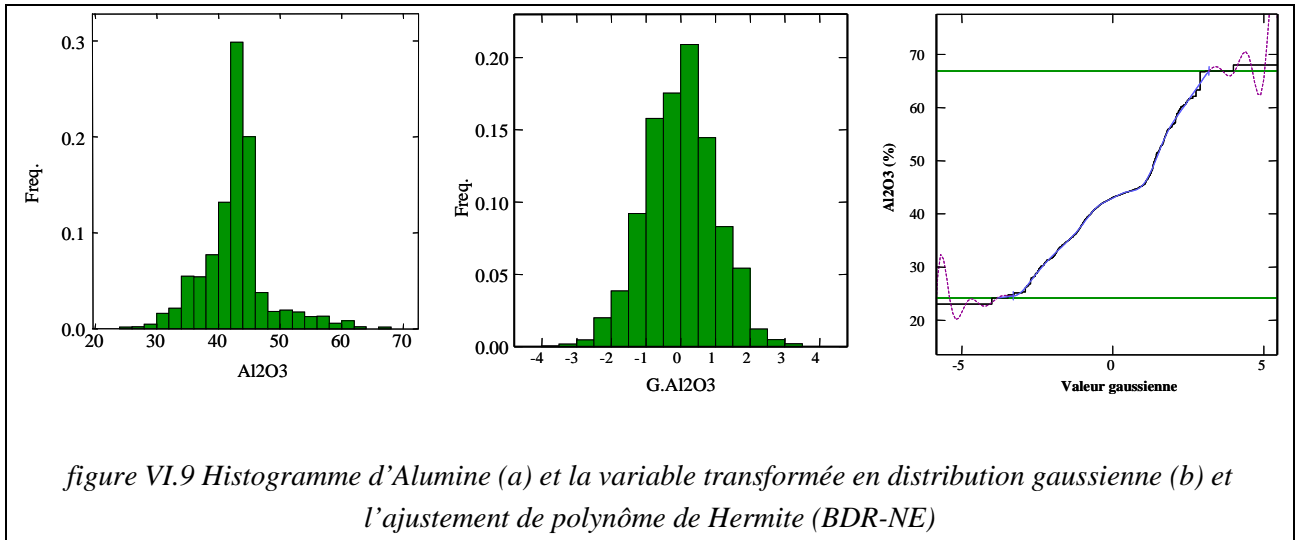 0.3
0.2
0.1
0.0
Freq.
20 30 40 50 60 70
Al2O3
0.20
0.15
0.10
0.05
0.00
Freq.
-4 -3 -2 -1 0 1 2 3 4
G.Al2O3
70
60
50
40
30
20
Al2O3 (%)
-5 0 5
Valeur gaussienne
figure VI.9 Histogramme d’Alumine (a) et la variable transformée en distribution gaussienne (b) et
l’ajustement de polynôme de Hermite (BDR-NE)